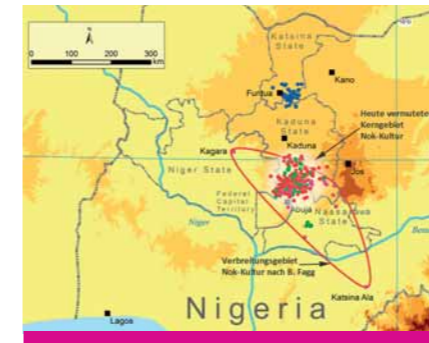 N
0 100 200 300
km
Katsina
State
Kano
Funtua
Kaduna
State
Heute vermutetes
Kerngebiet
Nok-Kultur
Kaduna
Kagara
Jos
Niger State
Federal
Capital
Territory
Abuja
Nassarawa
State
Niger
Verbreitungsgebiet
Nok-Kultur nach B. Fagg
Katsina Ala
Nigeria
Lagos